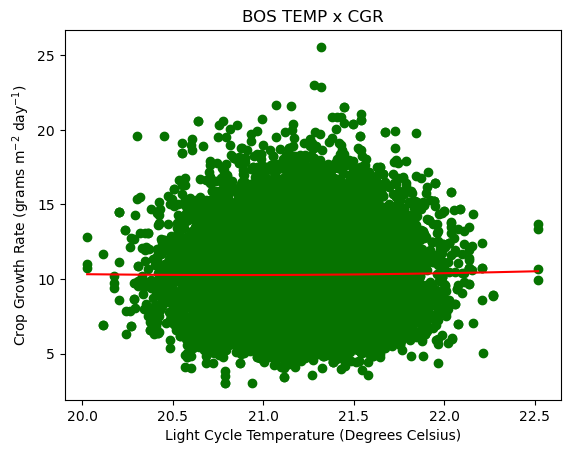 BOS TEMP x CGR
25
20
15
10
5
Crop Growth Rate (grams m⁻² day⁻¹)
20.0 20.5 21.0 21.5 22.0 22.5
Light Cycle Temperature (Degrees Celsius)